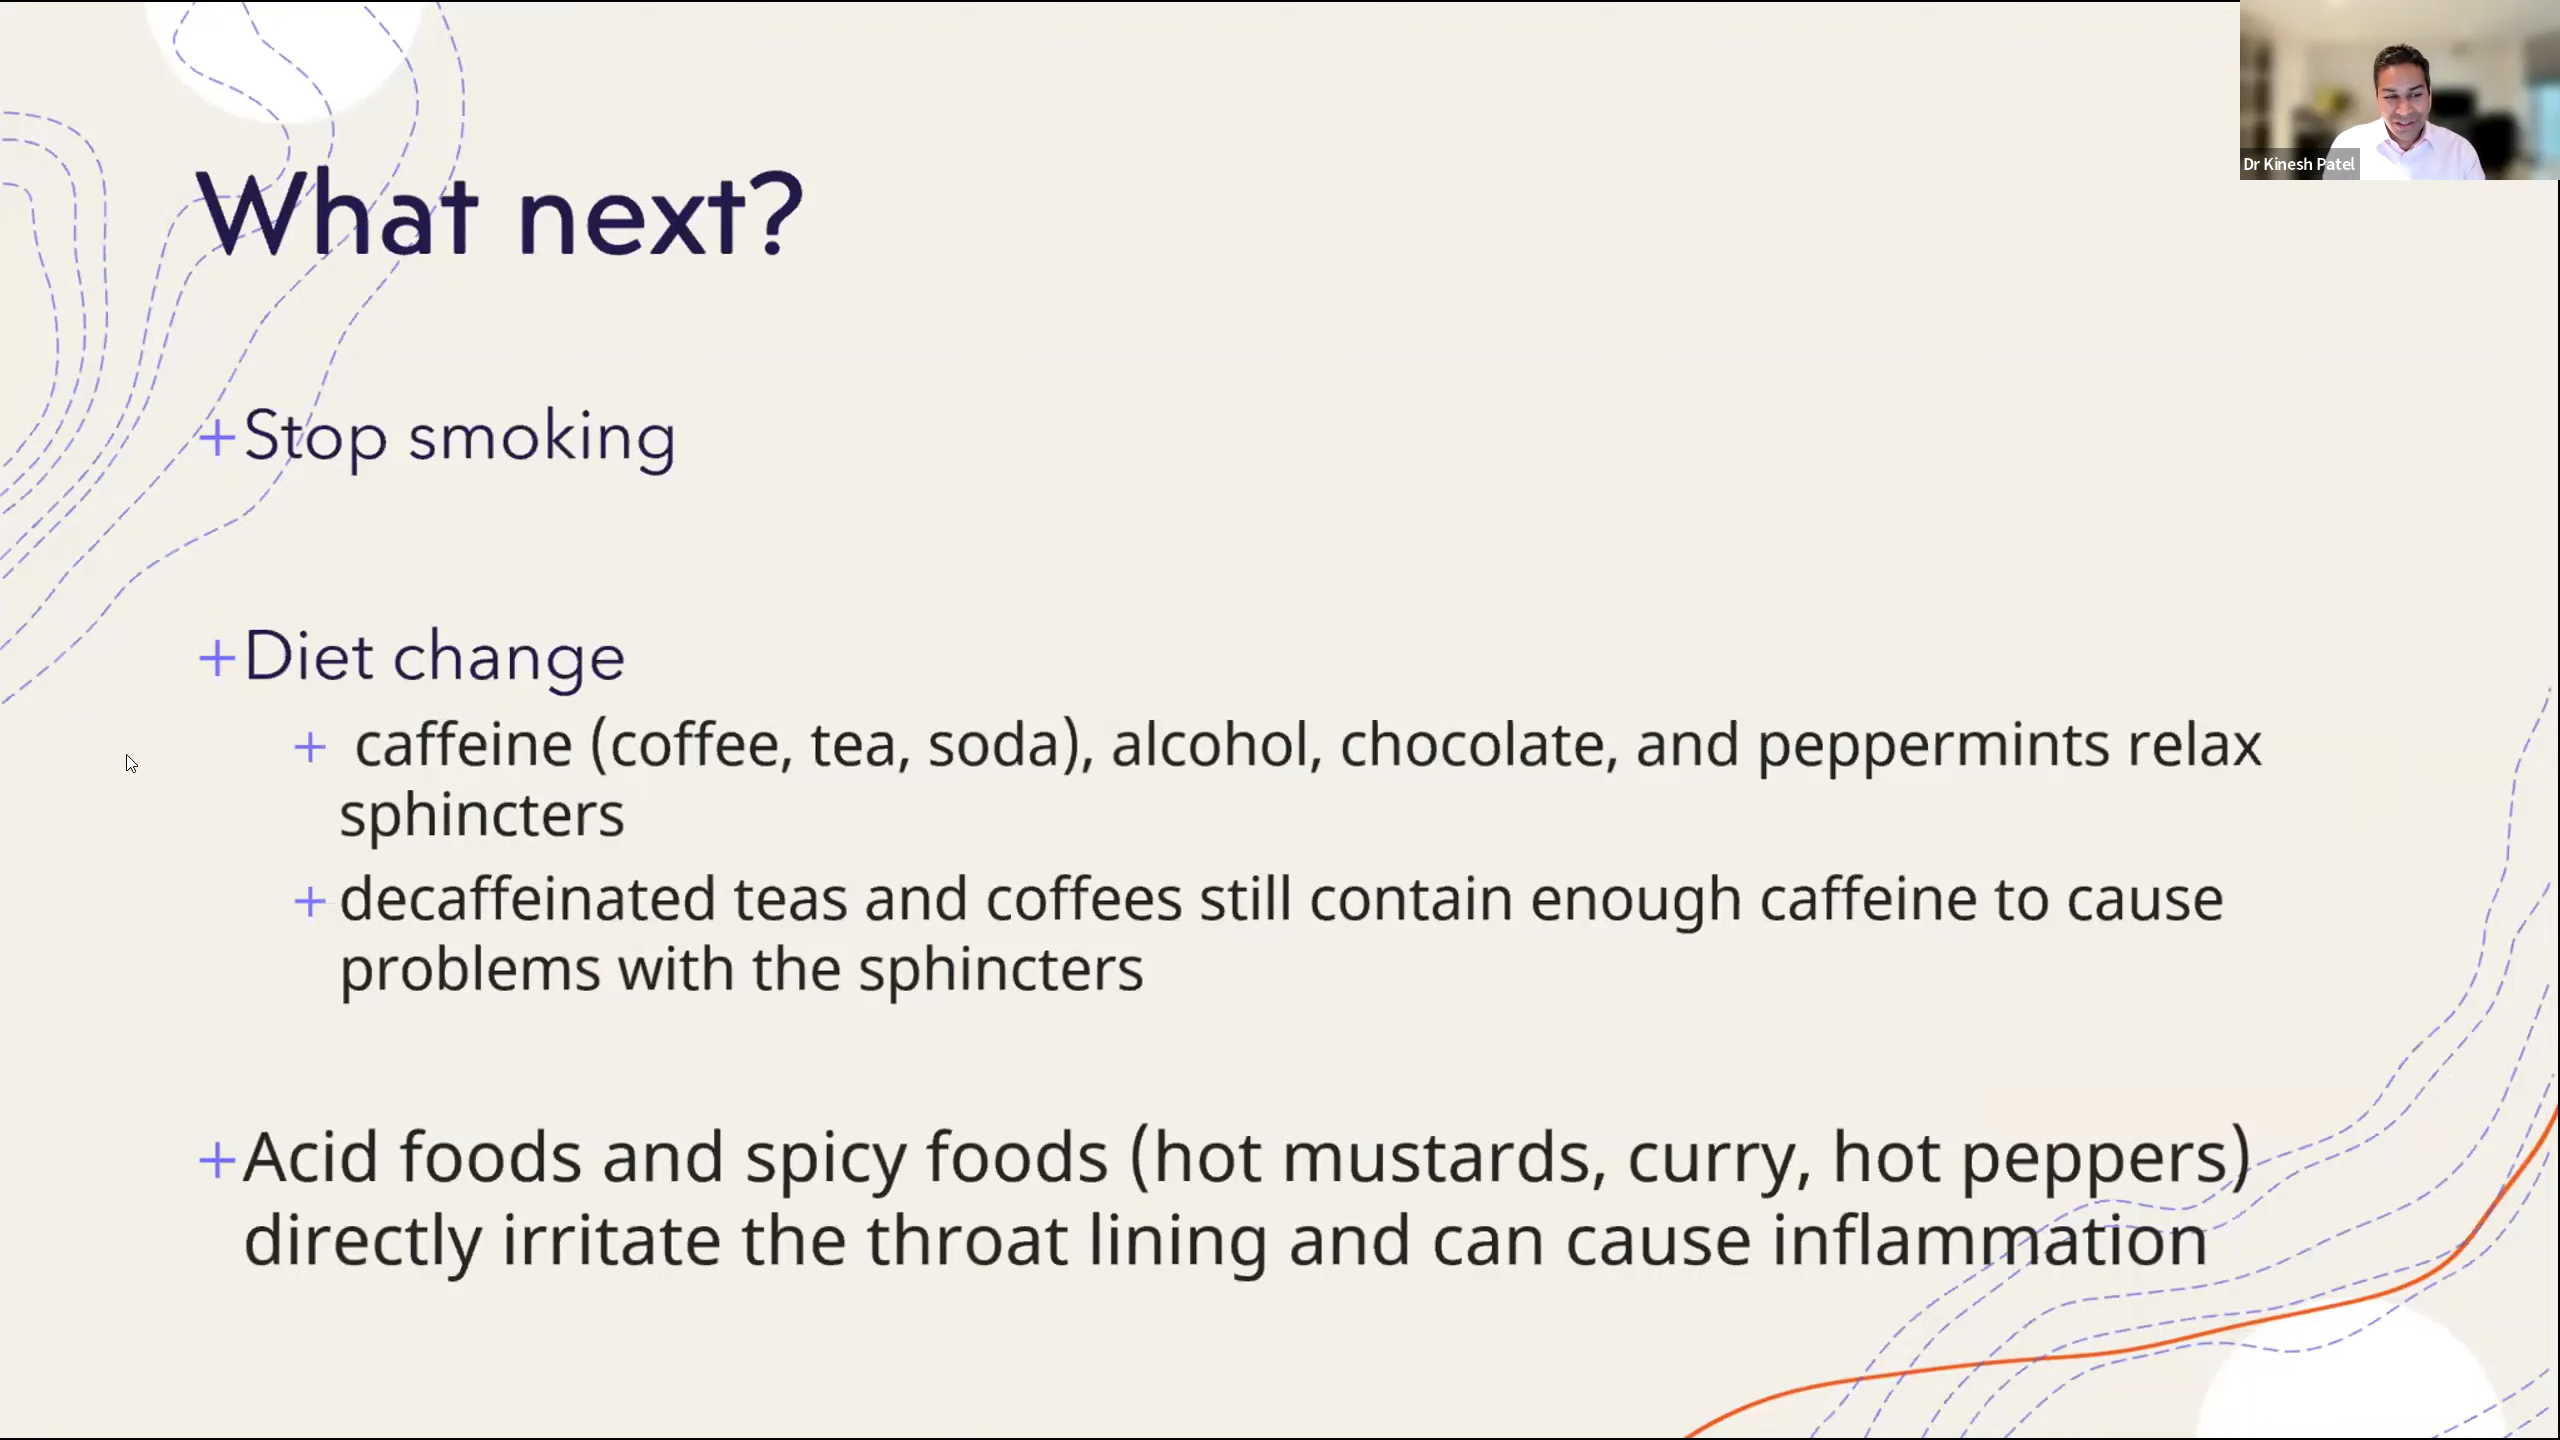 Dr Kinesh Patel
What next?
+Stop smoking
+Diet change
+ caffeine (coffee, tea, soda), alcohol, chocolate, and peppermints relax
sphincters
+ decaffeinated teas and coffees still contain enough caffeine to cause
problems with the sphincters
+Acid foods and spicy foods (hot mustards, curry, hot peppers)
directly irritate the throat lining and can cause inflammation